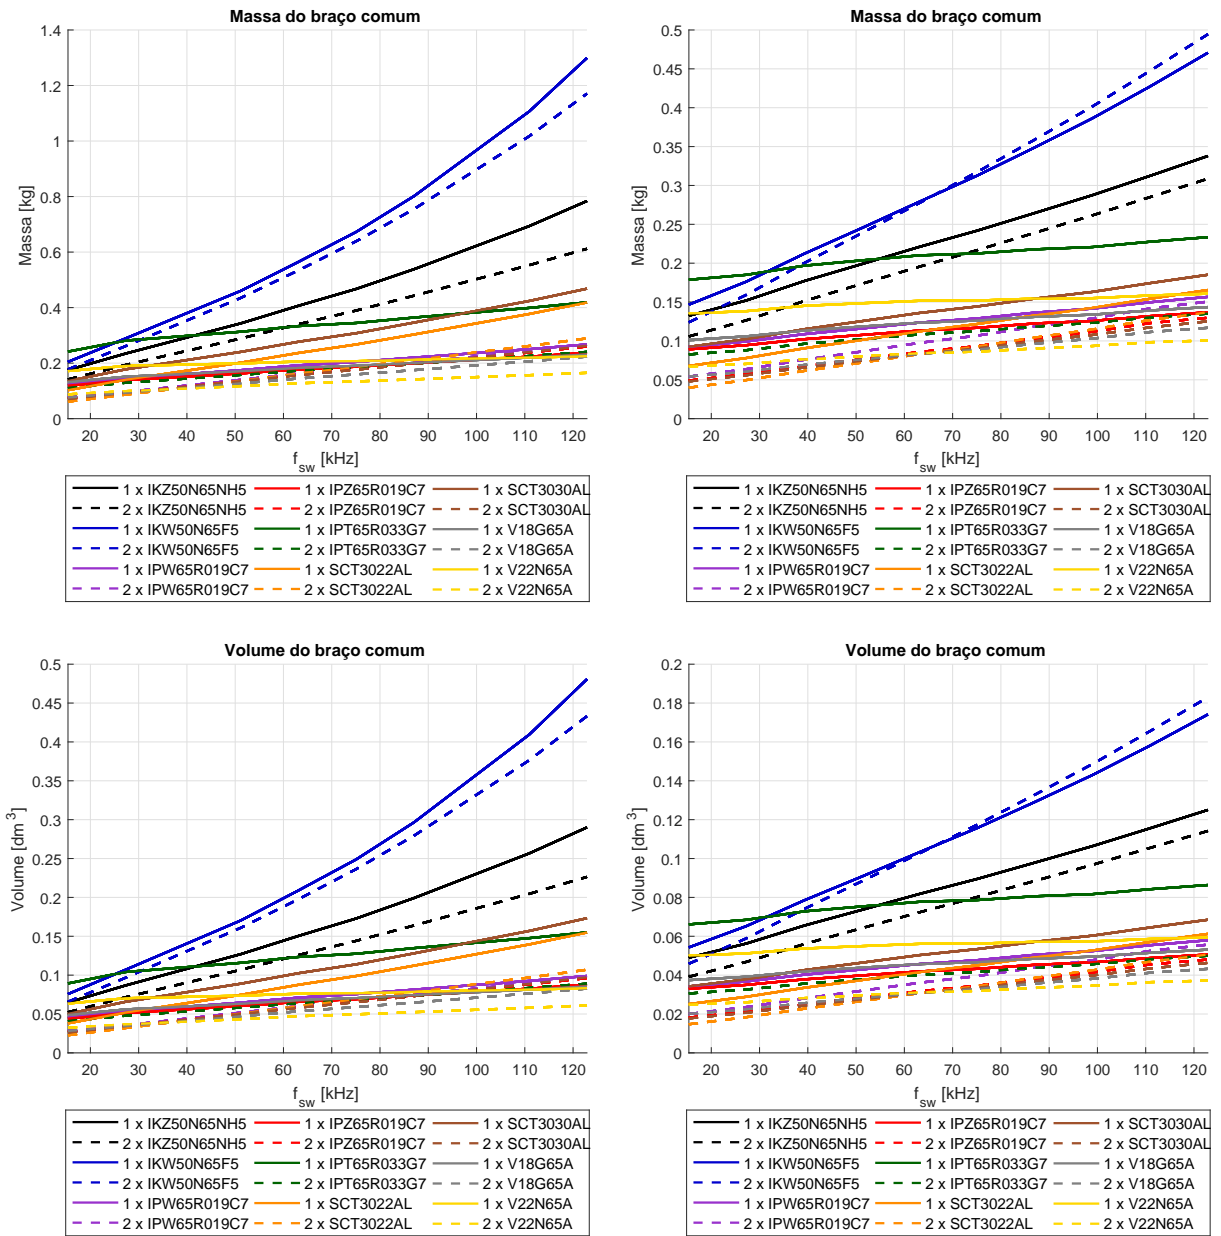 Massa do braço comum
Massa [kg]
1.4
1.2
1
0.8
0.6
0.4
0.2
0
20 30 40 50 60 70 80 90 100 110 120
f_sw [kHz]
1 x IKZ50N65NH5 1 x IPZ65R019C7 1 x SCT3030AL
2 x IKZ50N65NH5 2 x IPZ65R019C7 2 x SCT3030AL
1 x IKW50N65F5 1 x IPT65R033G7 1 x V18G65A
2 x IKW50N65F5 2 x IPT65R033G7 2 x V18G65A
1 x IPW65R019C7 1 x SCT3022AL 1 x V22N65A
2 x IPW65R019C7 2 x SCT3022AL 2 x V22N65A
Massa do braço comum
Massa [kg]
0.5
0.45
0.4
0.35
0.3
0.25
0.2
0.15
0.1
0.05
0
20 30 40 50 60 70 80 90 100 110 120
f_sw [kHz]
1 x IKZ50N65NH5 1 x IPZ65R019C7 1 x SCT3030AL
2 x IKZ50N65NH5 2 x IPZ65R019C7 2 x SCT3030AL
1 x IKW50N65F5 1 x IPT65R033G7 1 x V18G65A
2 x IKW50N65F5 2 x IPT65R033G7 2 x V18G65A
1 x IPW65R019C7 1 x SCT3022AL 1 x V22N65A
2 x IPW65R019C7 2 x SCT3022AL 2 x V22N65A
Volume do braço comum
Volume [dm³]
0.5
0.45
0.4
0.35
0.3
0.25
0.2
0.15
0.1
0.05
0
20 30 40 50 60 70 80 90 100 110 120
f_sw [kHz]
1 x IKZ50N65NH5 1 x IPZ65R019C7 1 x SCT3030AL
2 x IKZ50N65NH5 2 x IPZ65R019C7 2 x SCT3030AL
1 x IKW50N65F5 1 x IPT65R033G7 1 x V18G65A
2 x IKW50N65F5 2 x IPT65R033G7 2 x V18G65A
1 x IPW65R019C7 1 x SCT3022AL 1 x V22N65A
2 x IPW65R019C7 2 x SCT3022AL 2 x V22N65A
Volume do braço comum
Volume [dm³]
0.2
0.18
0.16
0.14
0.12
0.1
0.08
0.06
0.04
0.02
0
20 30 40 50 60 70 80 90 100 110 120
f_sw [kHz]
1 x IKZ50N65NH5 1 x IPZ65R019C7 1 x SCT3030AL
2 x IKZ50N65NH5 2 x IPZ65R019C7 2 x SCT3030AL
1 x IKW50N65F5 1 x IPT65R033G7 1 x V18G65A
2 x IKW50N65F5 2 x IPT65R033G7 2 x V18G65A
1 x IPW65R019C7 1 x SCT3022AL 1 x V22N65A
2 x IPW65R019C7 2 x SCT3022AL 2 x V22N65A